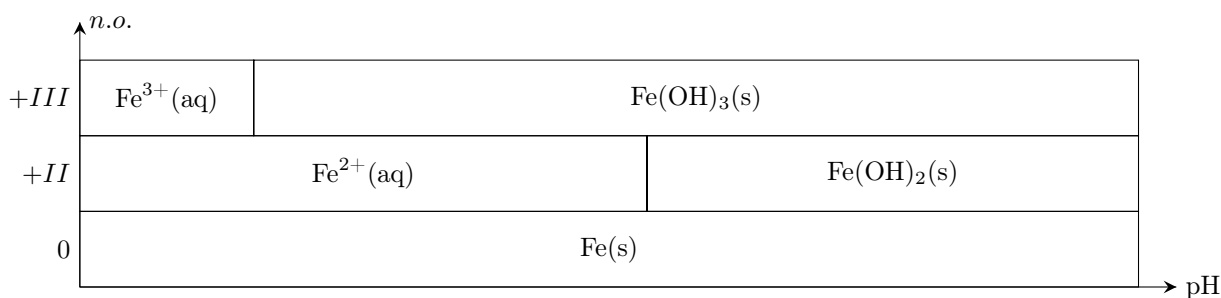 n.o.
+III Fe³⁺(aq) Fe(OH)₃(s)
+II Fe²⁺(aq) Fe(OH)₂(s)
0 Fe(s)
pH